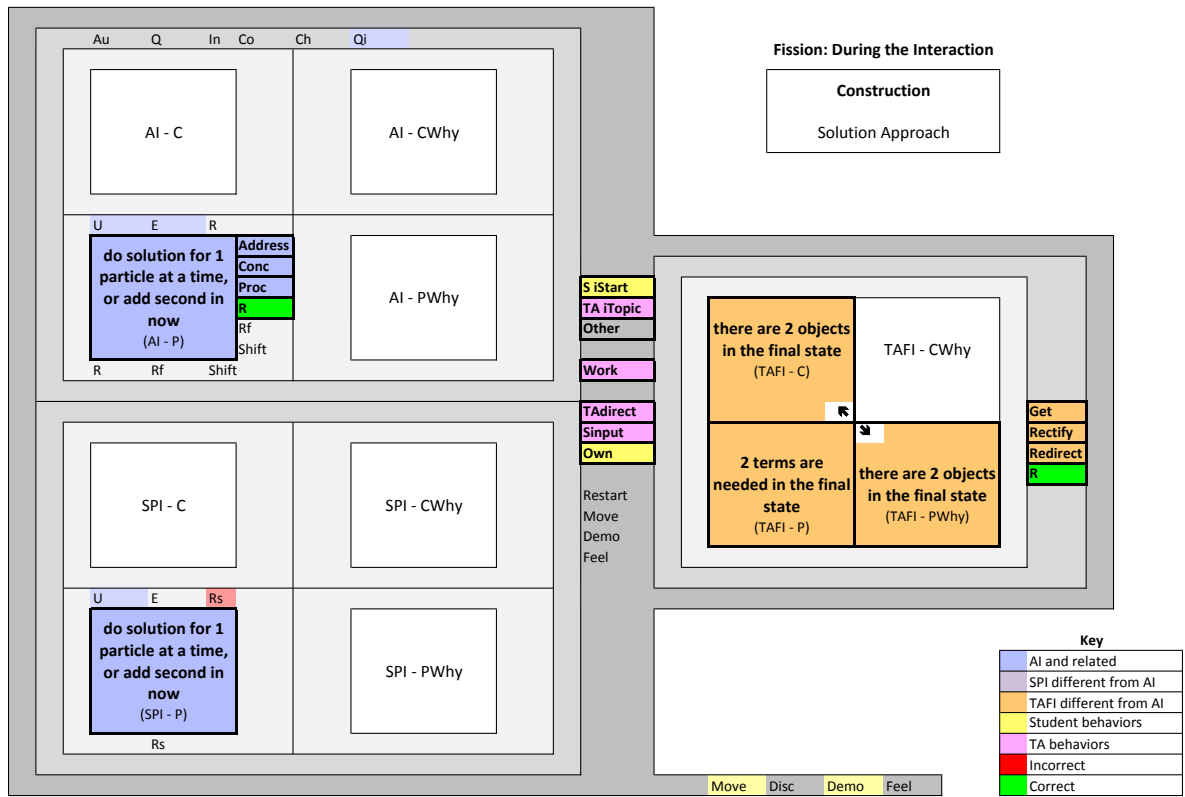 Au Q In Co Ch Qi
Fission: During the Interaction
Construction
Solution Approach
AI - C
AI - CWhy
U E R
do solution for 1
particle at a time,
or add second in
now
(AI - P)
Address
Conc
Proc
R
Rf
Shift
AI - PWhy
R Rf Shift
S iStart
TA iTopic
Other
Work
TAdirect
Sinput
Own
Restart
Move
Demo
Feel
there are 2 objects
in the final state
(TAFI - C)
TAFI - CWhy
2 terms are
needed in the final
state
(TAFI - P)
there are 2 objects
in the final state
(TAFI - PWhy)
Get
Rectify
Redirect
R
SPI - C
SPI - CWhy
U E Rs
do solution for 1
particle at a time,
or add second in
now
(SPI - P)
SPI - PWhy
Rs
Key
AI and related
SPI different from AI
TAFI different from AI
Student behaviors
TA behaviors
Incorrect
Correct
Move Disc Demo Feel